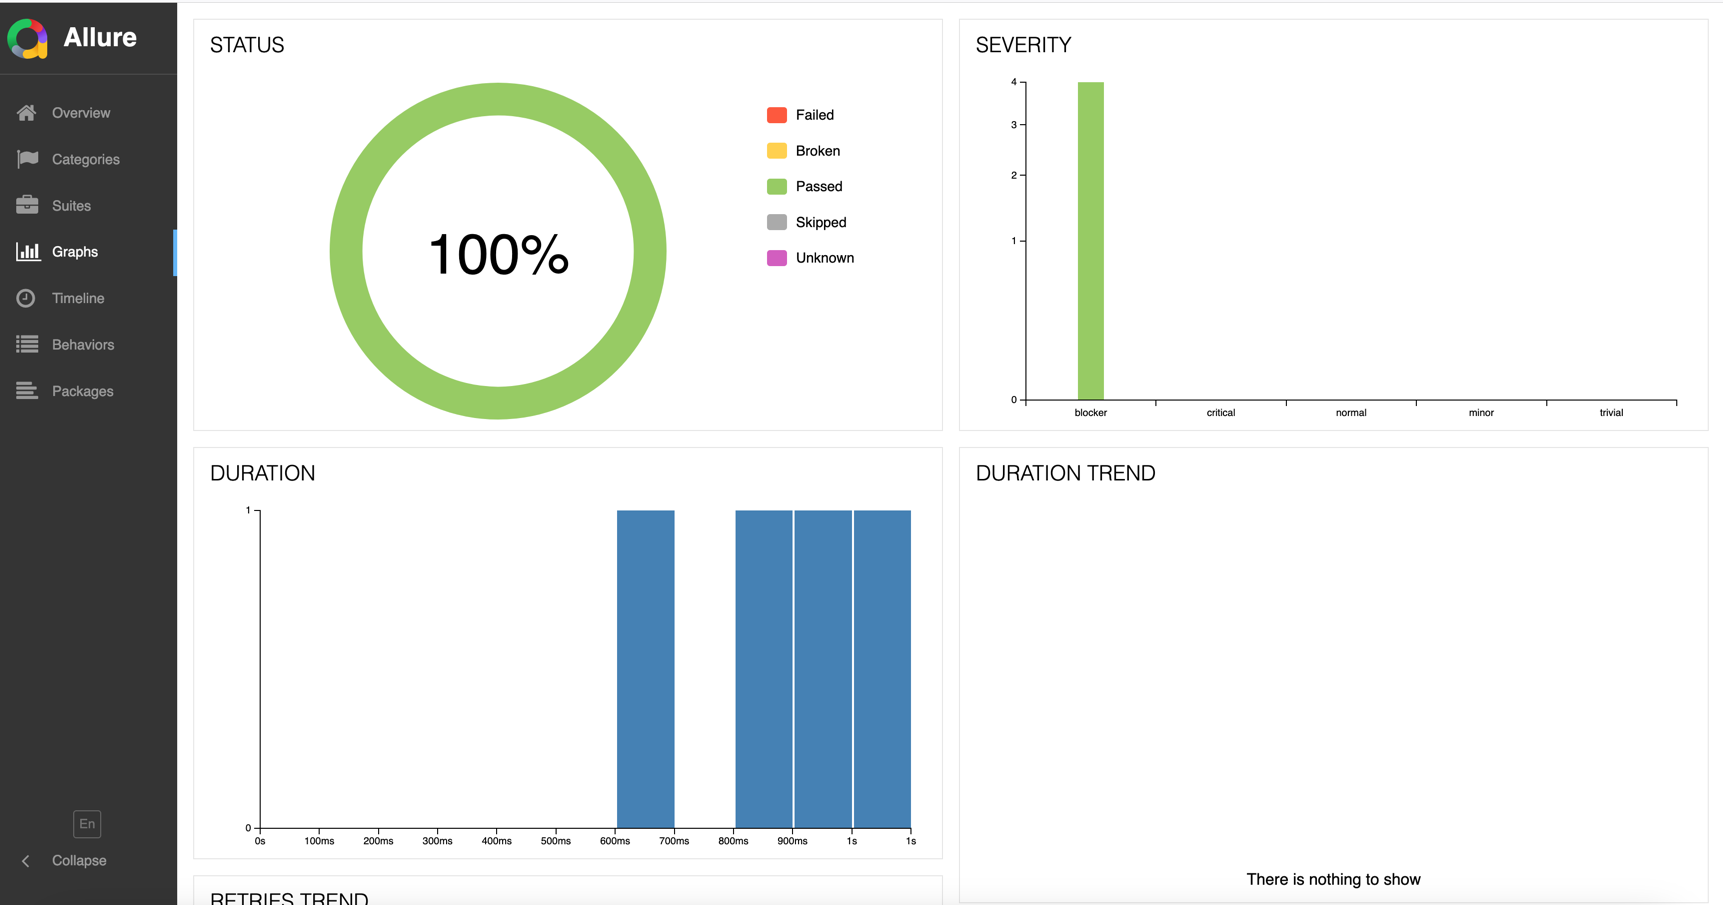 Allure
Overview
Categories
Suites
Graphs
Timeline
Behaviors
Packages
En
Collapse
STATUS
100%
Failed
Broken
Passed
Skipped
Unknown
SEVERITY
4
3
2
1
0
blocker critical normal minor trivial
DURATION
1
0
0s 100ms 200ms 300ms 400ms 500ms 600ms 700ms 800ms 900ms 1s 1s
DURATION TREND
There is nothing to show
RETRIES TREND